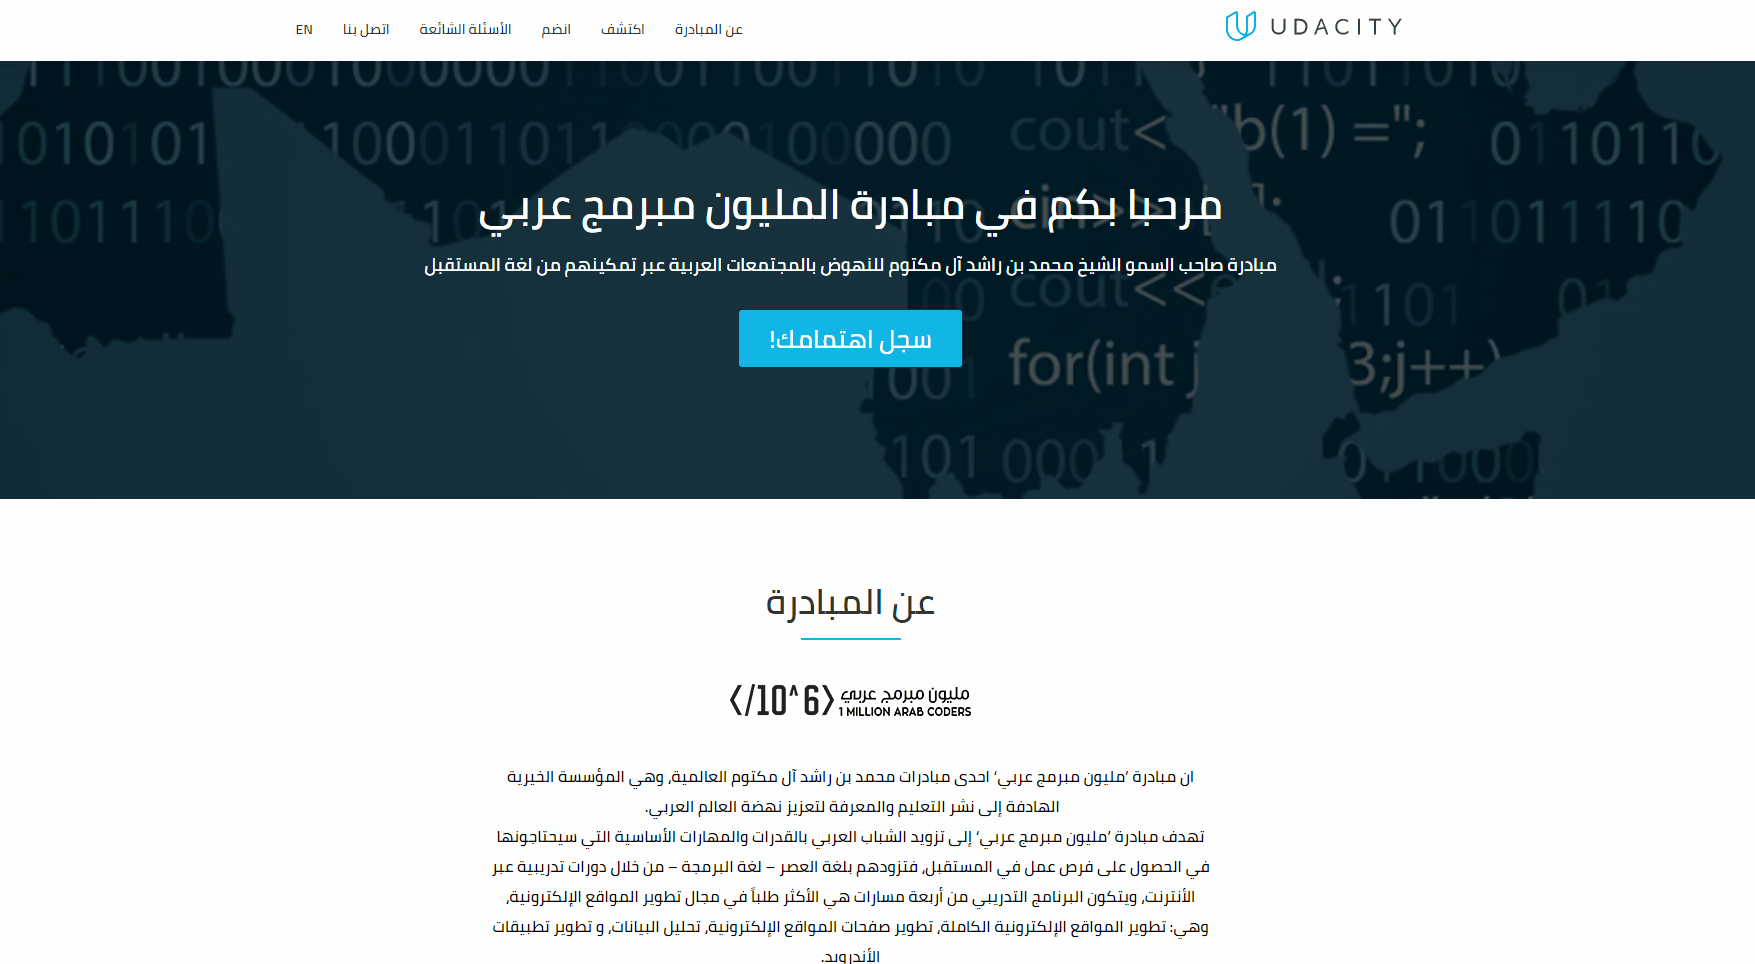 UDACITY
عن المبادرة
اكتشف
انضم
الأسئلة الشائعة
اتصل بنا
EN
مرحبا بكم في مبادرة المليون مبرمج عربي
مبادرة صاحب السمو الشيخ محمد بن راشد آل مكتوم للنهوض بالمجتمعات العربية عبر تمكينهم من لغة المستقبل
سجل اهتمامك!
عن المبادرة
</10^6>
مليون مبرمج عربي
1 MILLION ARAB CODERS
ان مبادرة ’مليون مبرمج عربي‘ احدى مبادرات محمد بن راشد آل مكتوم العالمية، وهي المؤسسة الخيرية
الهادفة إلى نشر التعليم والمعرفة لتعزيز نهضة العالم العربي.
تهدف مبادرة ’مليون مبرمج عربي‘ إلى تزويد الشباب العربي بالقدرات والمهارات الأساسية التي سيحتاجونها
في الحصول على فرص عمل في المستقبل، فتزودهم بلغة العصر – لغة البرمجة – من خلال دورات تدريبية عبر
الأنترنت، ويتكون البرنامج التدريبي من أربعة مسارات هي الأكثر طلباً في مجال تطوير المواقع الإلكترونية،
وهي: تطوير المواقع الإلكترونية الكاملة، تطوير صفحات المواقع الإلكترونية، تحليل البيانات، و تطوير تطبيقات
الأندرويد.